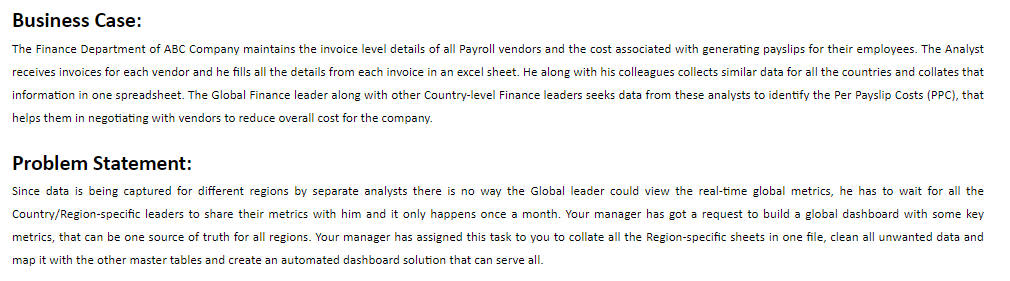 Business Case:
The Finance Department of ABC Company maintains the invoice level details of all Payroll vendors and the cost associated with generating payslips for their employees. The Analyst
receives invoices for each vendor and he fills all the details from each invoice in an excel sheet. He along with his colleagues collects similar data for all the countries and collates that
information in one spreadsheet. The Global Finance leader along with other Country-level Finance leaders seeks data from these analysts to identify the Per Payslip Costs (PPC), that
helps them in negotiating with vendors to reduce overall cost for the company.
Problem Statement:
Since data is being captured for different regions by separate analysts there is no way the Global leader could view the real-time global metrics, he has to wait for all the
Country/Region-specific leaders to share their metrics with him and it only happens once a month. Your manager has got a request to build a global dashboard with some key
metrics, that can be one source of truth for all regions. Your manager has assigned this task to you to collate all the Region-specific sheets in one file, clean all unwanted data and
map it with the other master tables and create an automated dashboard solution that can serve all.